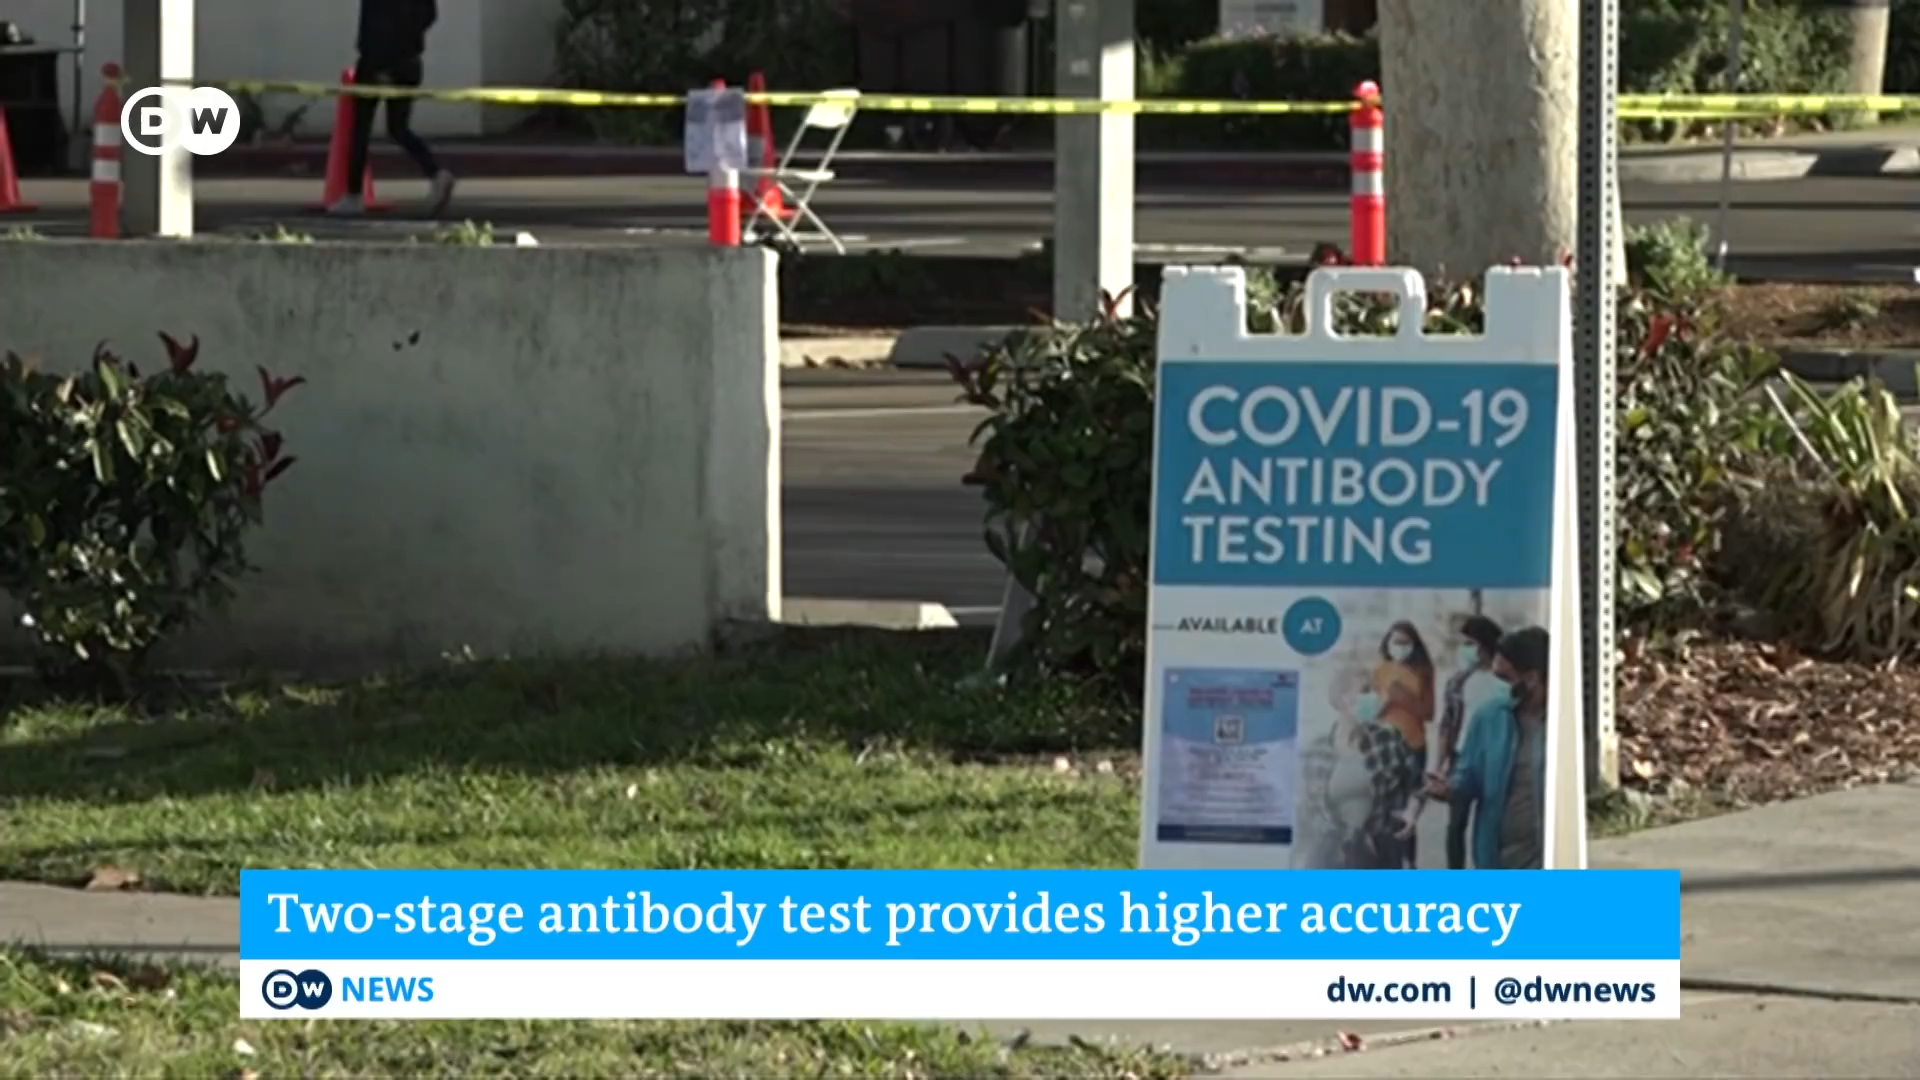 DW
COVID-19
ANTIBODY
TESTING
AVAILABLE AT
Two-stage antibody test provides higher accuracy
DW NEWS
dw.com | @dwnews